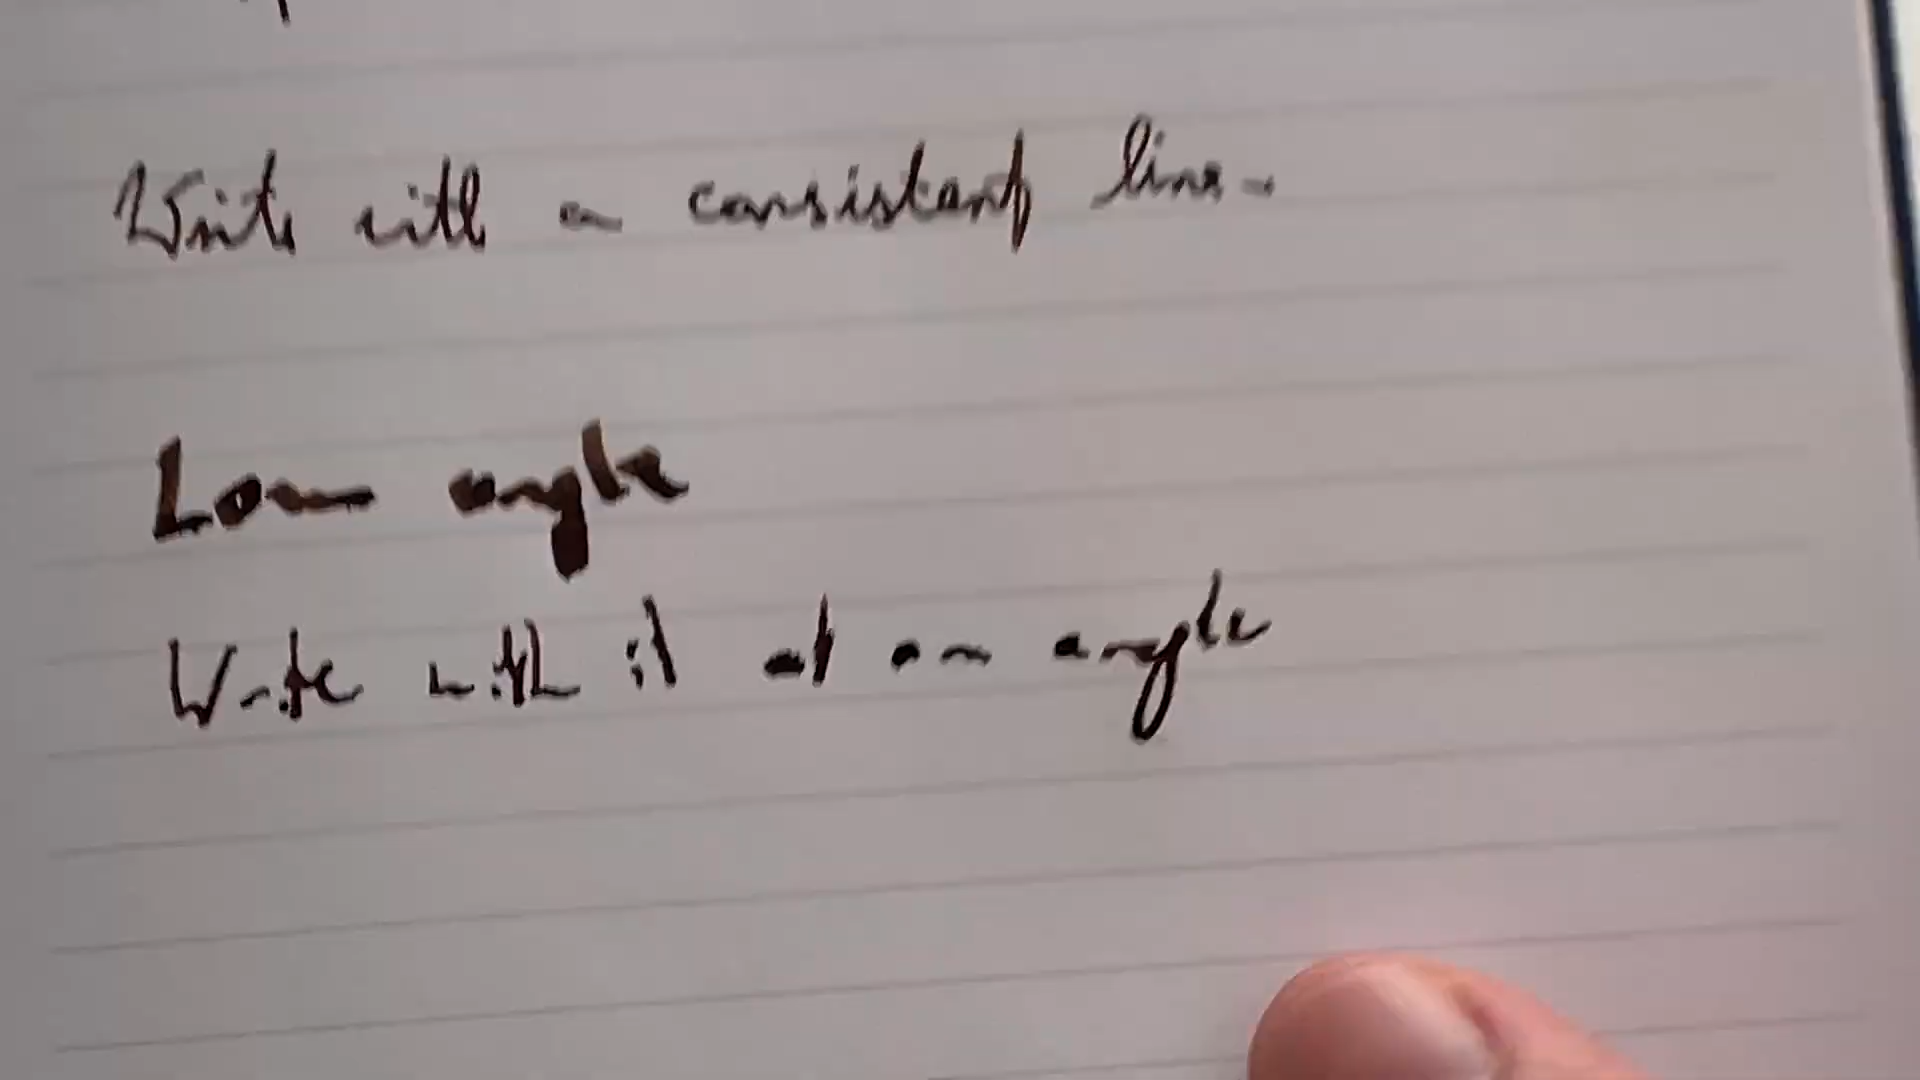 Write with a consistent line.
Low angle
Write with it at an angle